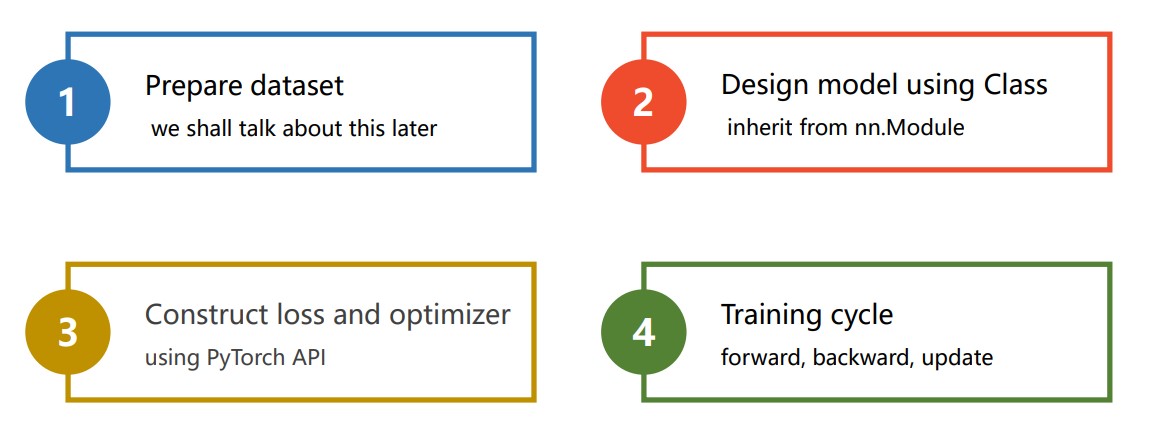 1
Prepare dataset
we shall talk about this later
2
Design model using Class
inherit from nn.Module
3
Construct loss and optimizer
using PyTorch API
4
Training cycle
forward, backward, update